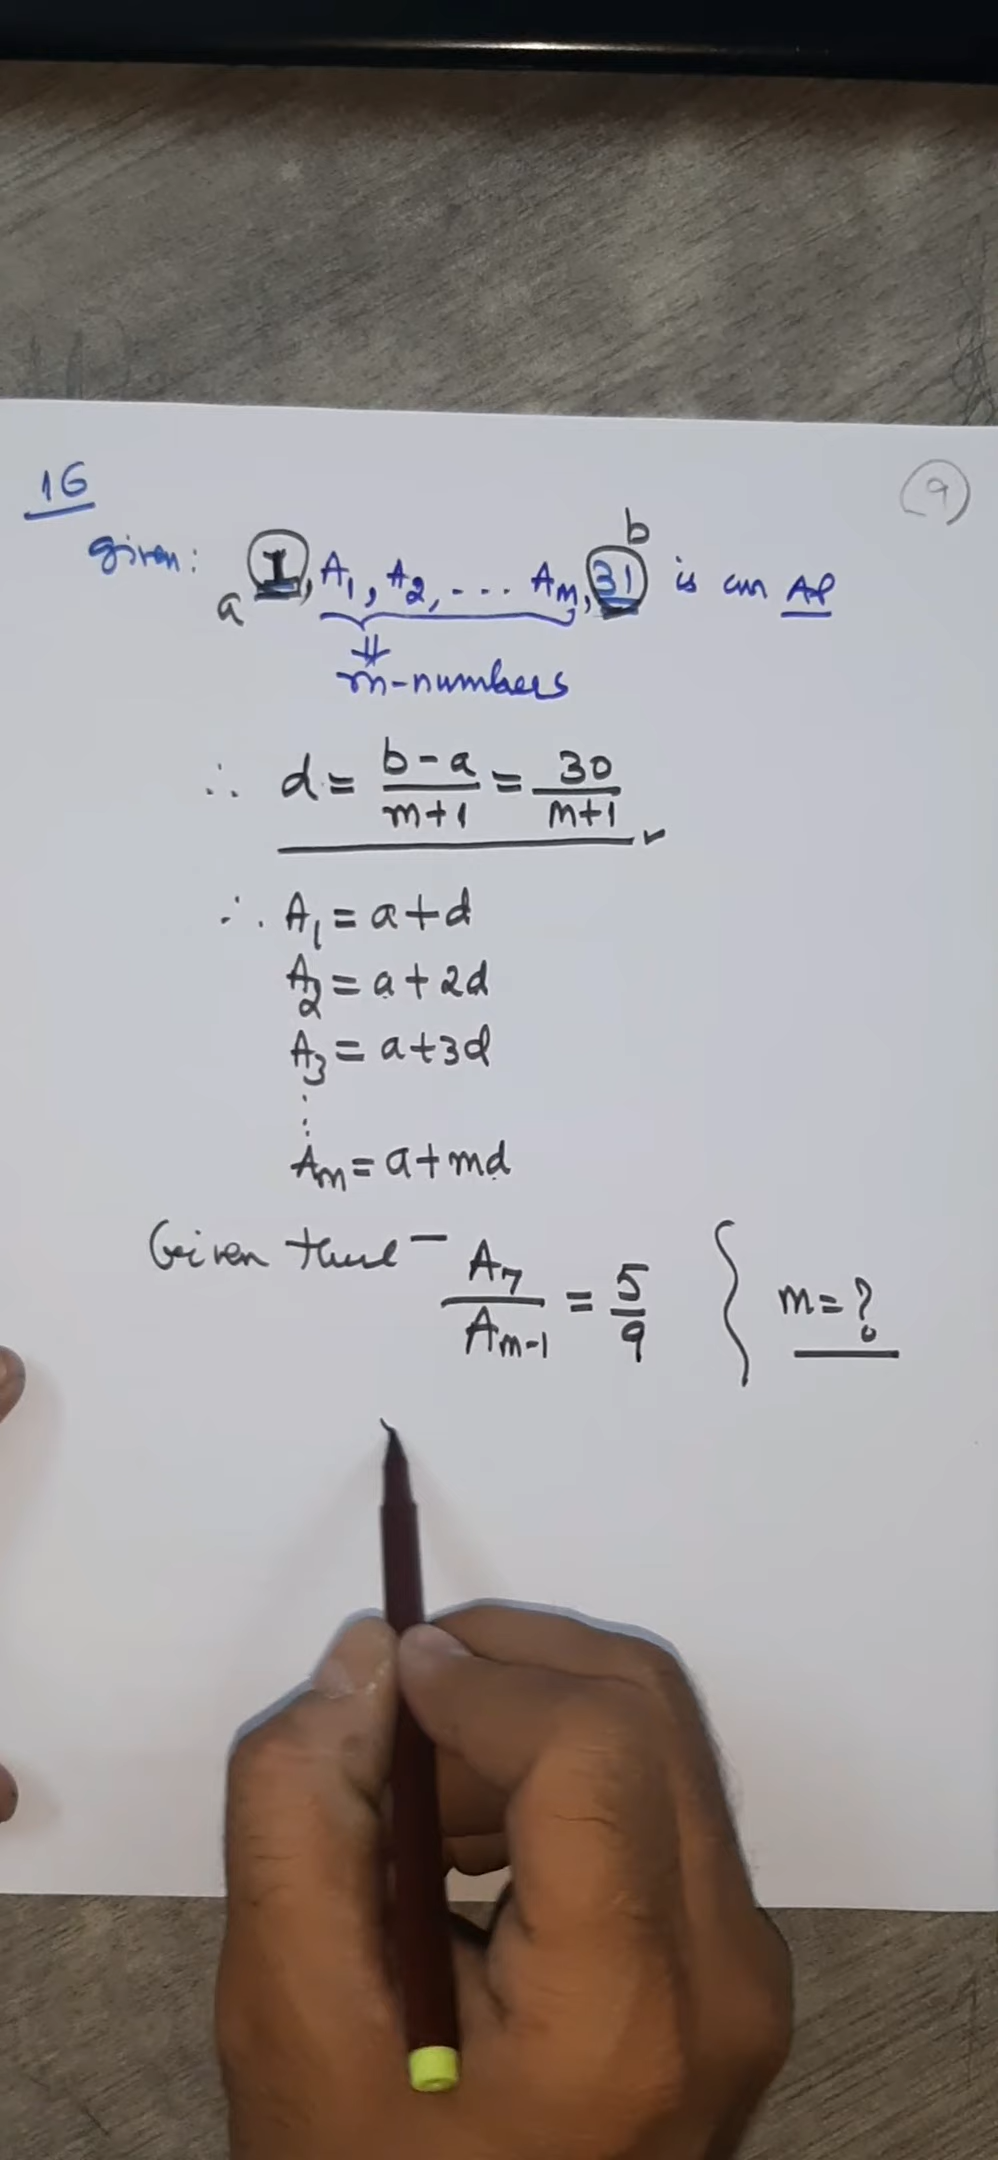 16
9
given: a 1, A₁, A₂, ... Aₘ, 31 b is an AP
m-numbers
∴ d = (b-a)/(m+1) = 30/(m+1)
∴ A₁ = a+d
A₂ = a+2d
A₃ = a+3d
⋮
Aₘ = a+md
Given that - A₇/Aₘ₋₁ = 5/9 { m=?